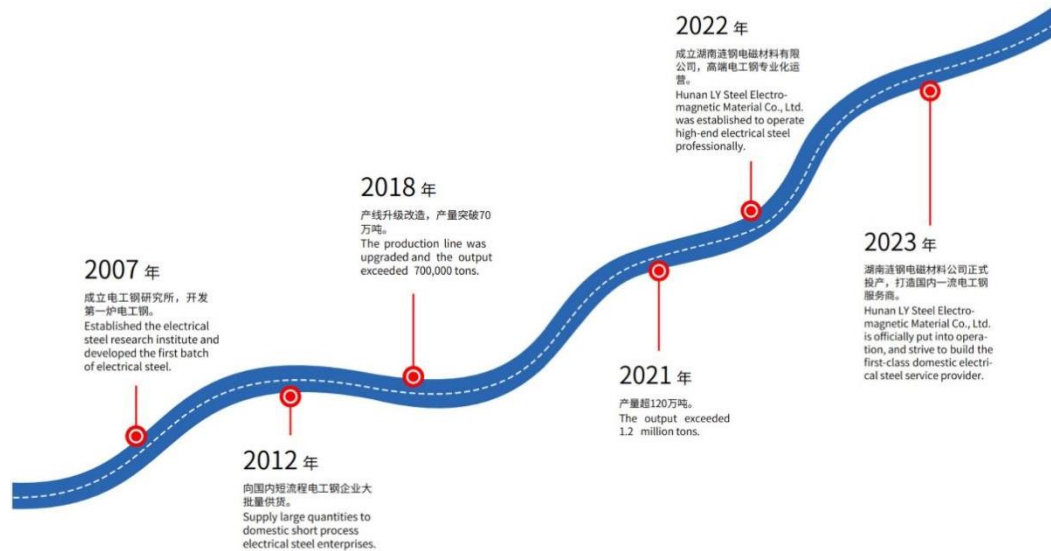 2007 年
成立电工钢研究所，开发
第一炉电工钢。
Established the electrical
steel research institute and
developed the first batch
of electrical steel.
2012 年
向国内短流程电工钢企业大
批量供货。
Supply large quantities to
domestic short process
electrical steel enterprises.
2018 年
产线升级改造，产量突破70
万吨。
The production line was
upgraded and the output
exceeded 700,000 tons.
2021 年
产量超120万吨。
The output exceeded
1.2 million tons.
2022 年
成立湖南涟钢电磁材料有限
公司，高端电工钢专业化运
营。
Hunan LY Steel Electro-
magnetic Material Co., Ltd.
was established to operate
high-end electrical steel
professionally.
2023 年
湖南涟钢电磁材料公司正式
投产，打造国内一流电工钢
服务商。
Hunan LY Steel Electro-
magnetic Material Co., Ltd.
is officially put into opera-
tion, and strive to build the
first-class domestic electri-
cal steel service provider.